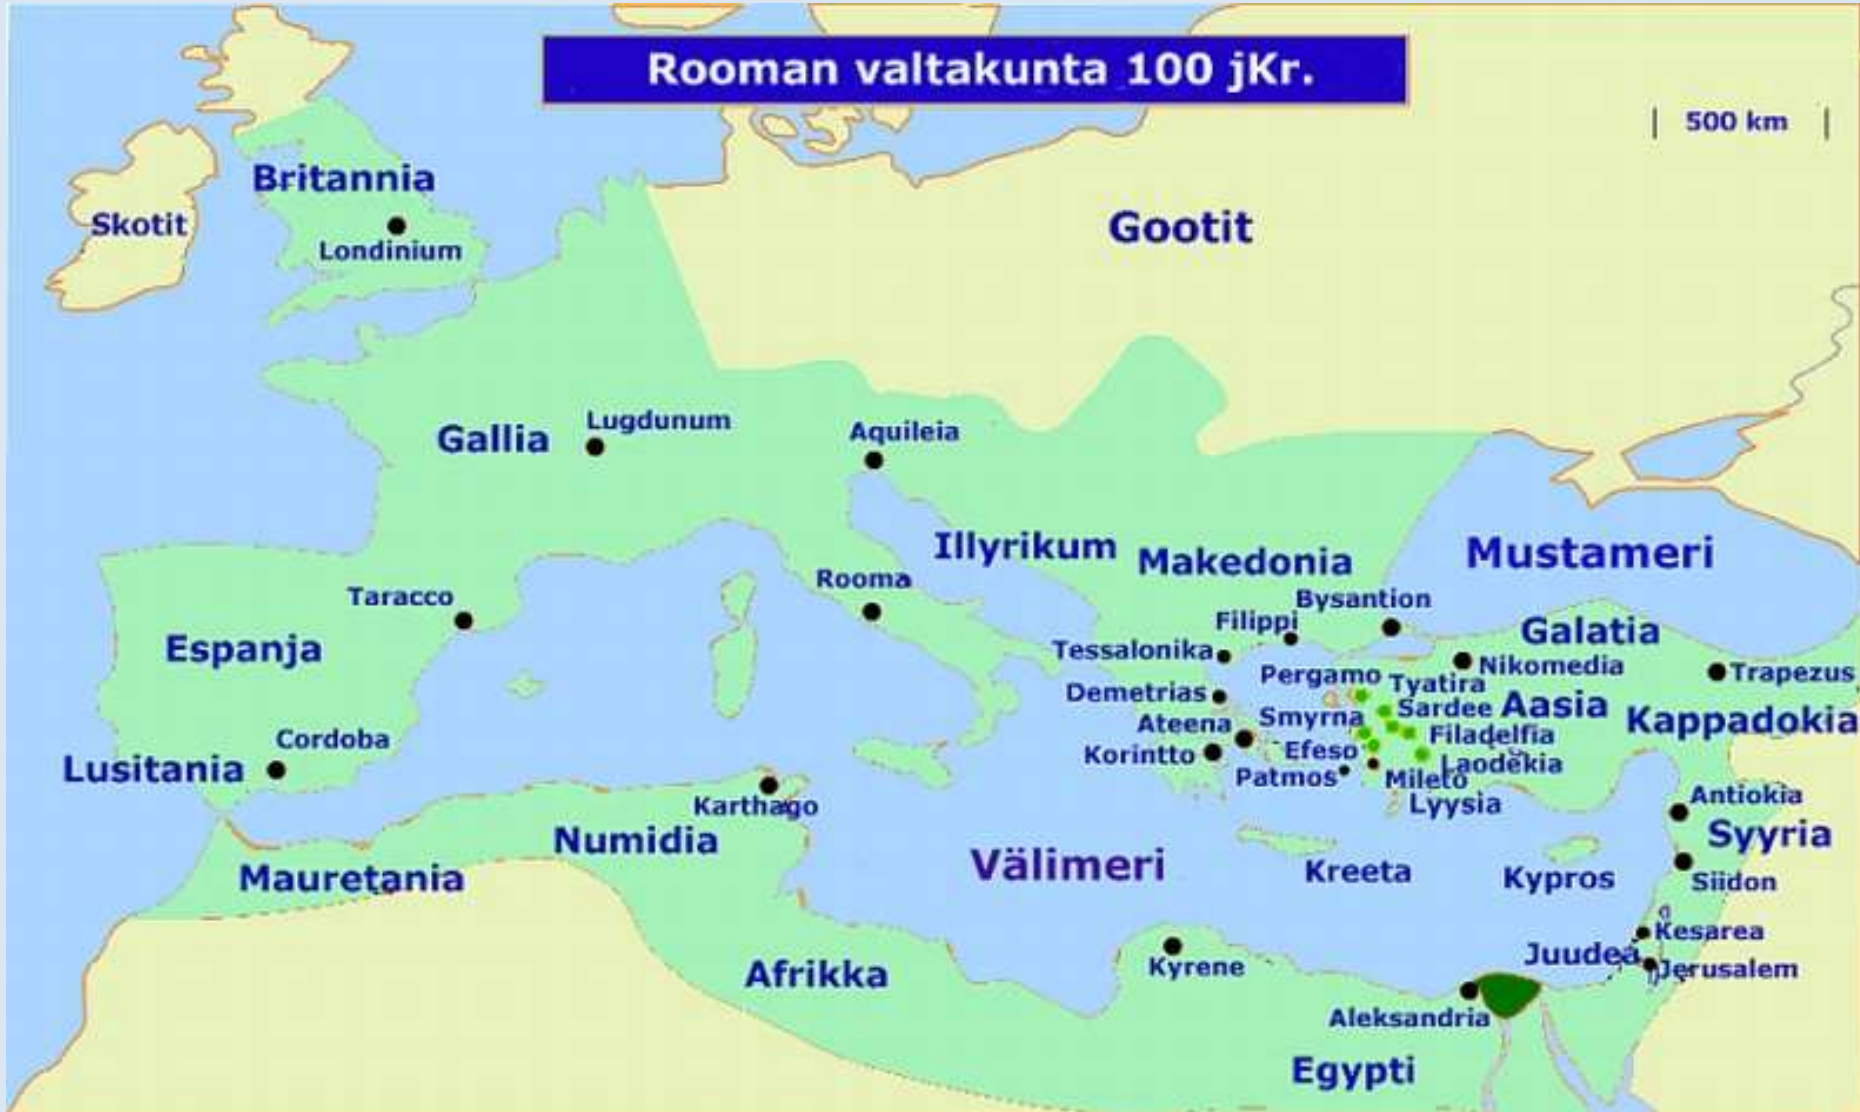 Rooman valtakunta 100 jKr.
500 km
Britannia
Skotit
Londinium
Gootit
Gallia
Lugdunum
Aquileia
Illyrikum
Makedonia
Mustameri
Rooma
Taracco
Bysantion
Filippi
Galatia
Espanja
Tessalonika
Nikomedia
Trapezus
Pergamo
Tyatira
Demetrias
Sardee
Aasia
Kappadokia
Ateena
Smyrna
Filadelfia
Cordoba
Korintto
Efeso
Laodekia
Lusitania
Patmos
Mileto
Antiokia
Karthago
Lyysia
Numidia
Syyria
Mauretania
Välimeri
Kreeta
Kypros
Siidon
Kesarea
Juudea
Jerusalem
Afrikka
Kyrene
Aleksandria
Egypti